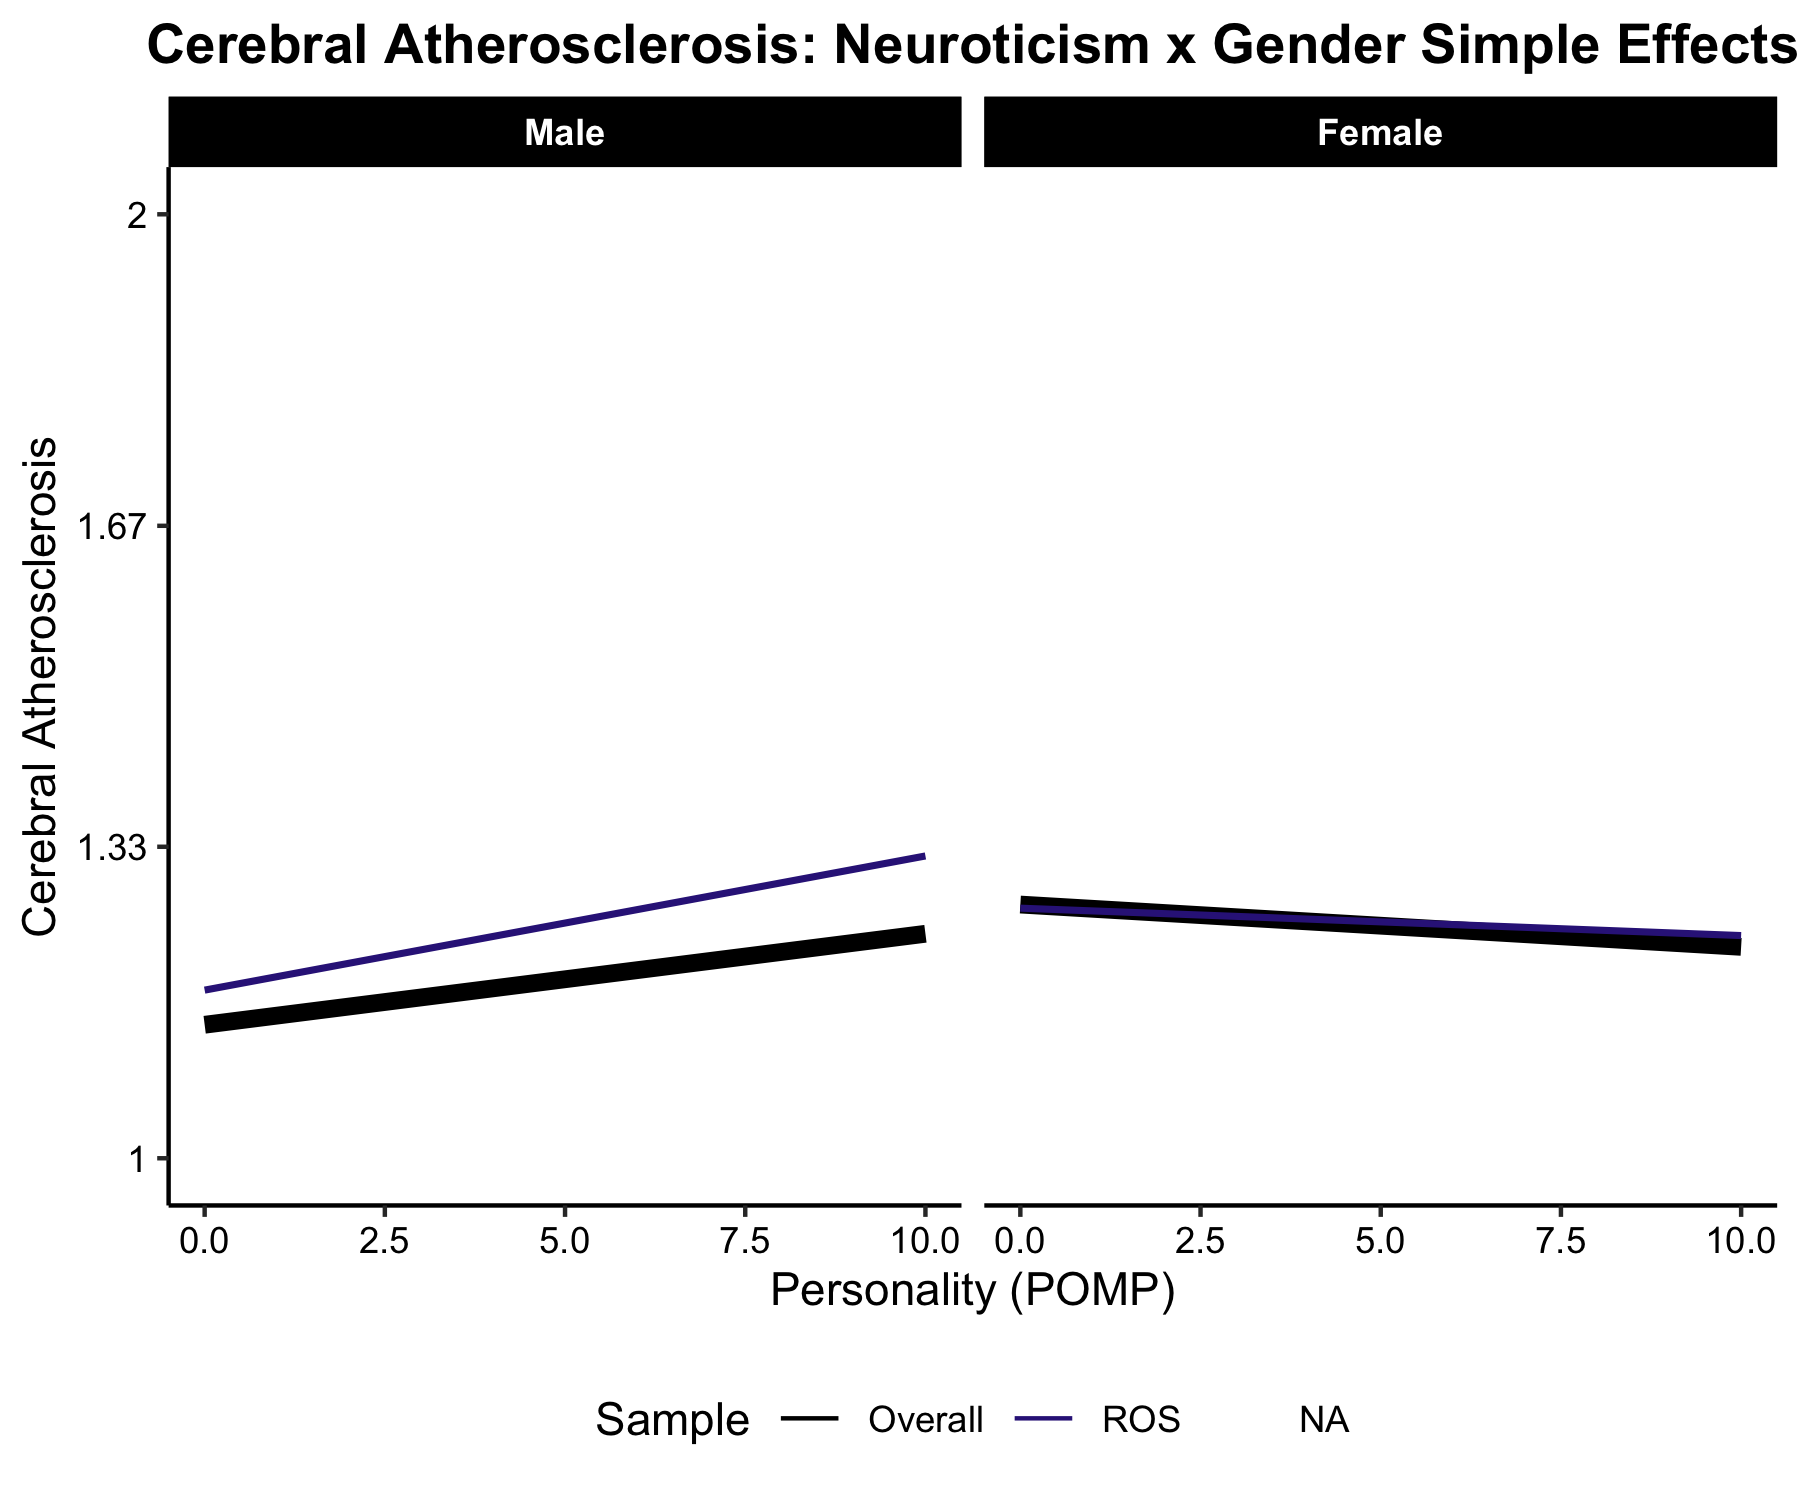 Cerebral Atherosclerosis: Neuroticism x Gender Simple Effects
Male
Female
Cerebral Atherosclerosis
2
1.67
1.33
1
0.0 2.5 5.0 7.5 10.0
0.0 2.5 5.0 7.5 10.0
Personality (POMP)
Sample Overall ROS NA